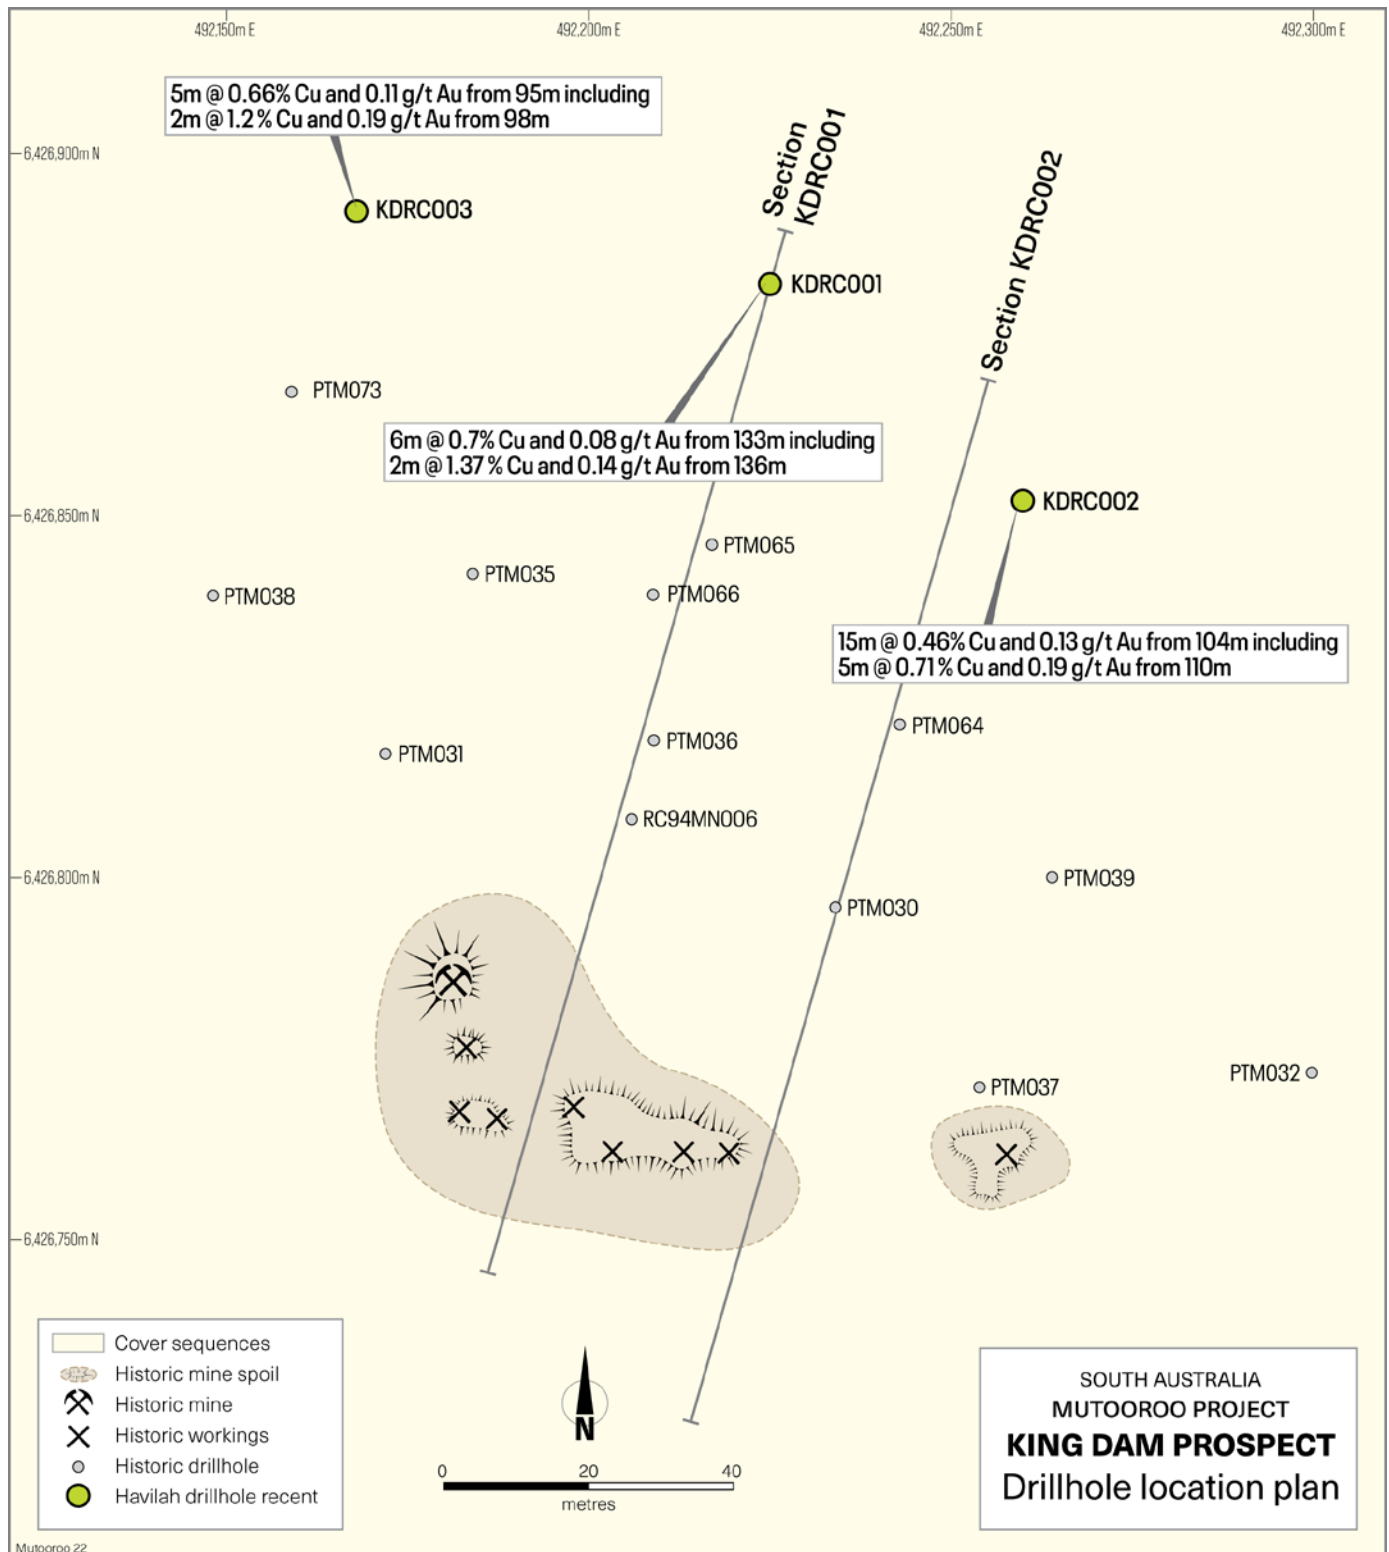 492,150m E
492,200m E
492,250m E
492,300m E
5m @ 0.66% Cu and 0.11 g/t Au from 95m including
2m @ 1.2% Cu and 0.19 g/t Au from 98m
6,426,900m N
KDRC003
Section
KDRC001
Section KDRC002
KDRC001
PTM073
6m @ 0.7% Cu and 0.08 g/t Au from 133m including
2m @ 1.37% Cu and 0.14 g/t Au from 136m
KDRC002
6,426,850m N
PTM065
PTM035
PTM038
PTM066
15m @ 0.46% Cu and 0.13 g/t Au from 104m including
5m @ 0.71% Cu and 0.19 g/t Au from 110m
PTM064
PTM036
PTM031
RC94MN006
6,426,800m N
PTM039
PTM030
PTM032
PTM037
6,426,750m N
Cover sequences
Historic mine spoil
Historic mine
Historic workings
Historic drillhole
Havilah drillhole recent
N
0 20 40
metres
SOUTH AUSTRALIA
MUTOOROO PROJECT
KING DAM PROSPECT
Drillhole location plan
Mutooroo 22